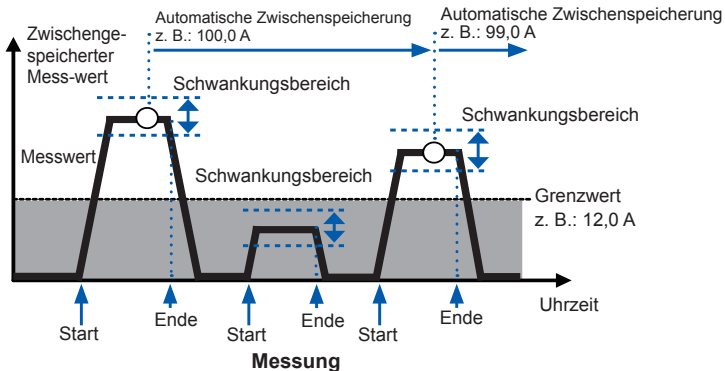 Zwischenge-
speicherter
Mess-wert
Automatische Zwischenspeicherung
z. B.: 100,0 A
Automatische Zwischenspeicherung
z. B.: 99,0 A
Schwankungsbereich
Schwankungsbereich
Messwert
Schwankungsbereich
Grenzwert
z. B.: 12,0 A
Uhrzeit
Start
Ende
Start
Ende
Start
Ende
Messung